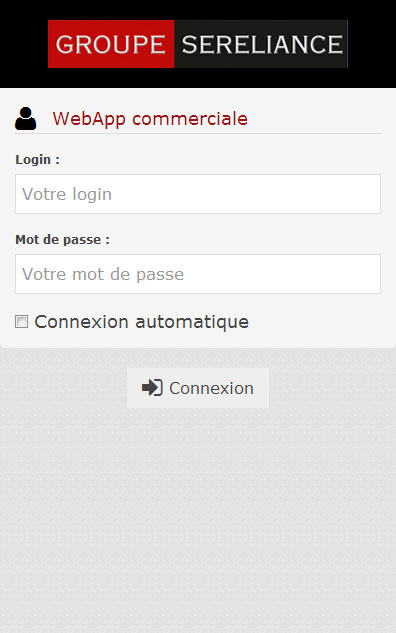 GROUPE SERELIANCE
WebApp commerciale
Login :
Votre login
Mot de passe :
Votre mot de passe
Connexion automatique
Connexion